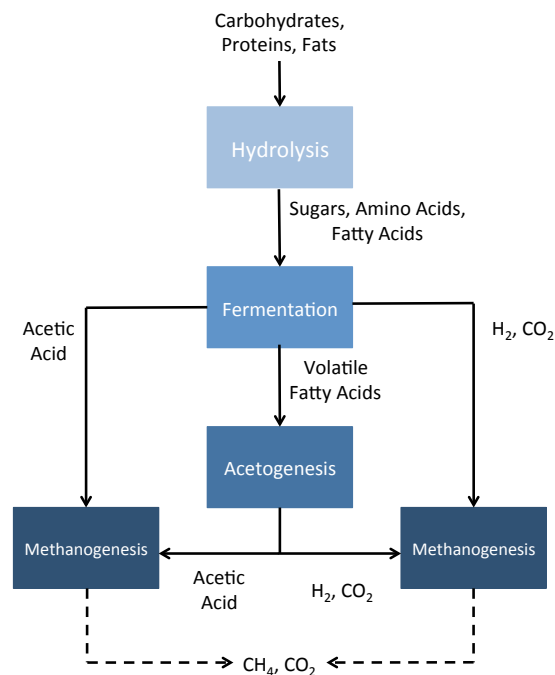 Carbohydrates,
Proteins, Fats
Hydrolysis
Sugars, Amino Acids,
Fatty Acids
Fermentation
Acetic
Acid
H₂, CO₂
Volatile
Fatty Acids
Acetogenesis
Methanogenesis
Methanogenesis
Acetic
Acid
H₂, CO₂
CH₄, CO₂